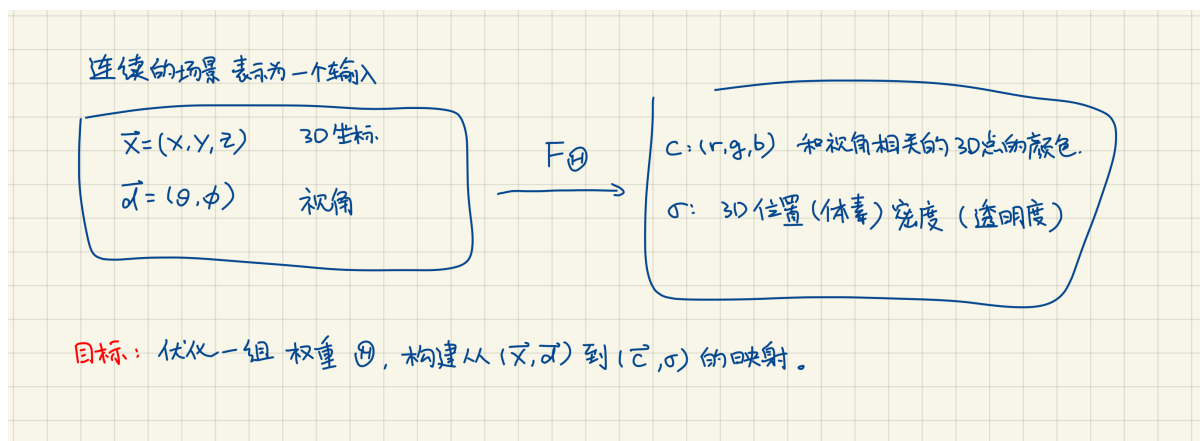 连续的场景 表示为一个输入
x⃗=(x,y,z) 3D坐标
d⃗=(θ,ϕ) 视角
F_Θ
c:(r,g,b) 和视角相关的3D点的颜色.
σ: 3D位置(体素)密度(透明度)
目标: 优化一组 权重 Θ, 构建从(x⃗,d⃗)到(c⃗,σ)的映射。